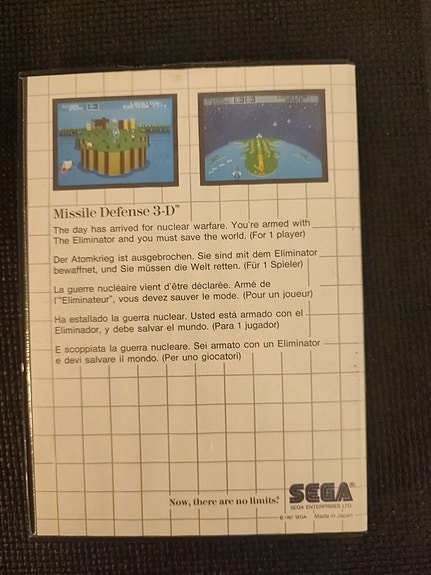 Missile Defense 3-D™
The day has arrived for nuclear warfare. You're armed with
The Eliminator and you must save the world. (For 1 player)
Der Atomkrieg ist ausgebrochen. Sie sind mit dem Eliminator
bewaffnet, und Sie müssen die Welt retten. (Für 1 Spieler)
La guerre nucléaire vient d'être déclarée. Armé de
l'"Eliminateur", vous devez sauver le mode. (Pour un joueur)
Ha estallado la guerra nuclear. Usted está armado con el
Eliminador, y debe salvar el mundo. (Para 1 jugador)
E scoppiata la guerra nucleare. Sei armato con un Eliminator
e devi salvare il mondo. (Per uno giocatori)
Now, there are no limits!
SEGA®
SEGA ENTERPRISES LTD.
© 1987 SEGA Made in Japan